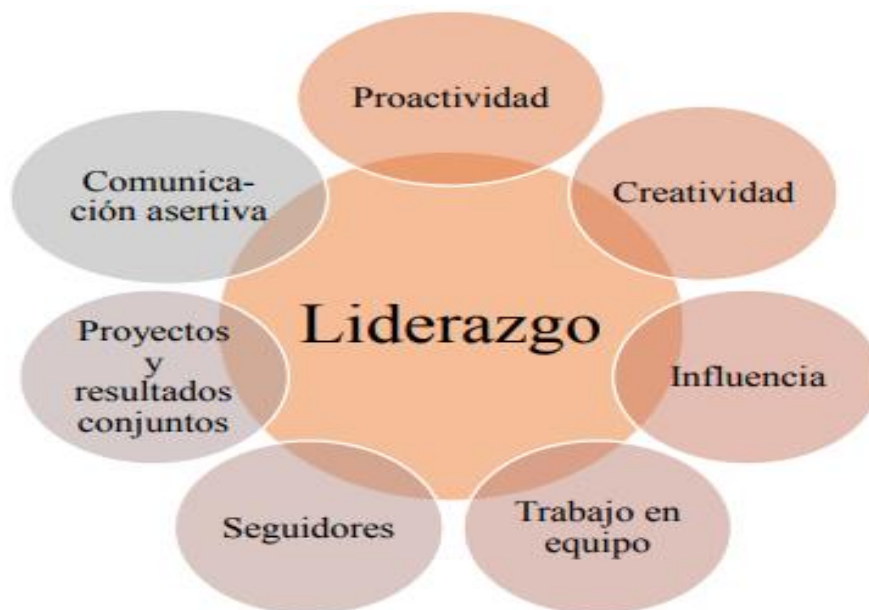 Proactividad
Creatividad
Influencia
Trabajo en
equipo
Seguidores
Proyectos
y
resultados
conjuntos
Comunica-
ción asertiva
Liderazgo